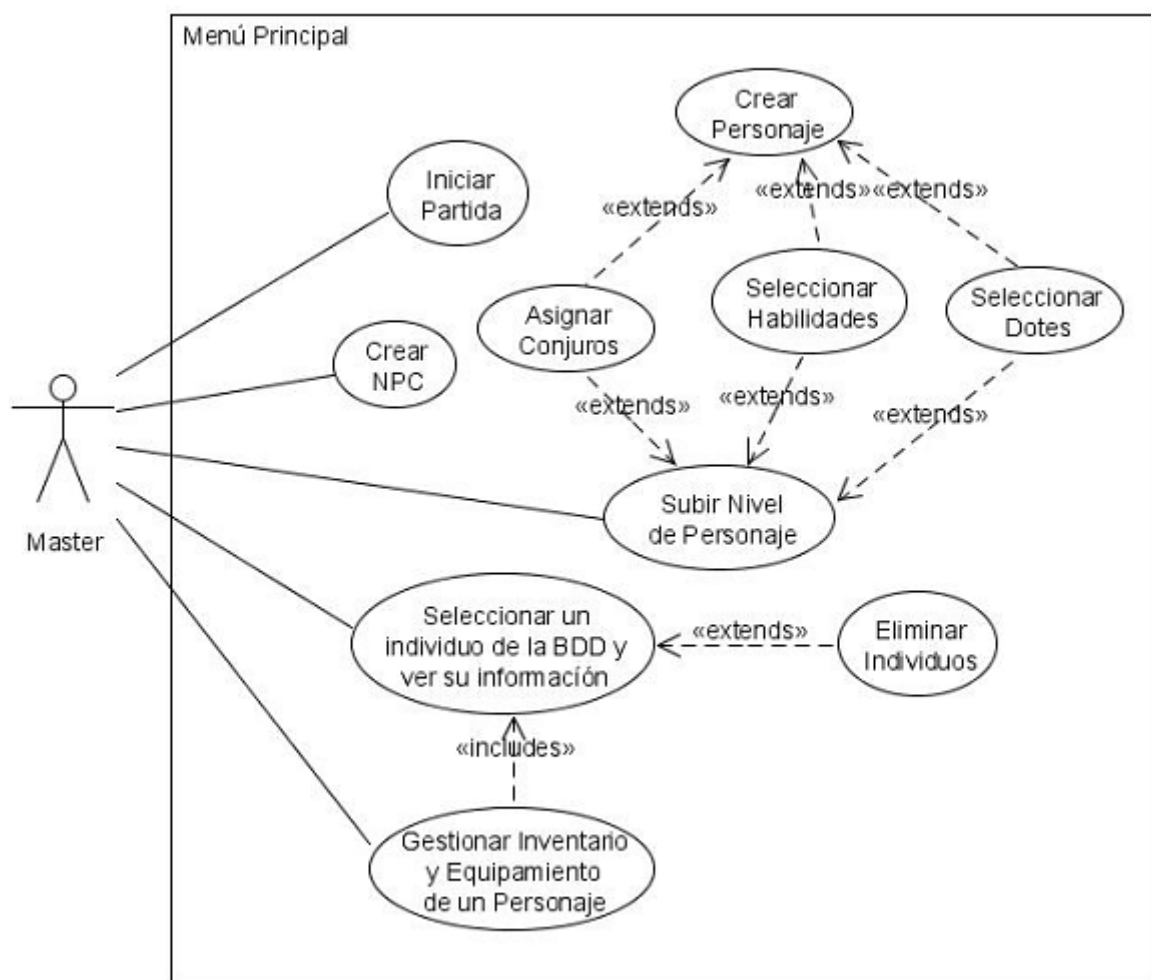 Menú Principal
Crear
Personaje
Iniciar
Partida
«extends»
«extends»
«extends»
Asignar
Conjuros
Seleccionar
Habilidades
Seleccionar
Dotes
Crear
NPC
«extends»
«extends»
«extends»
Master
Subir Nivel
de Personaje
Seleccionar un
individuo de la BDD y
ver su informacíón
«extends»
Eliminar
Individuos
«includes»
Gestionar Inventario
y Equipamiento
de un Personaje